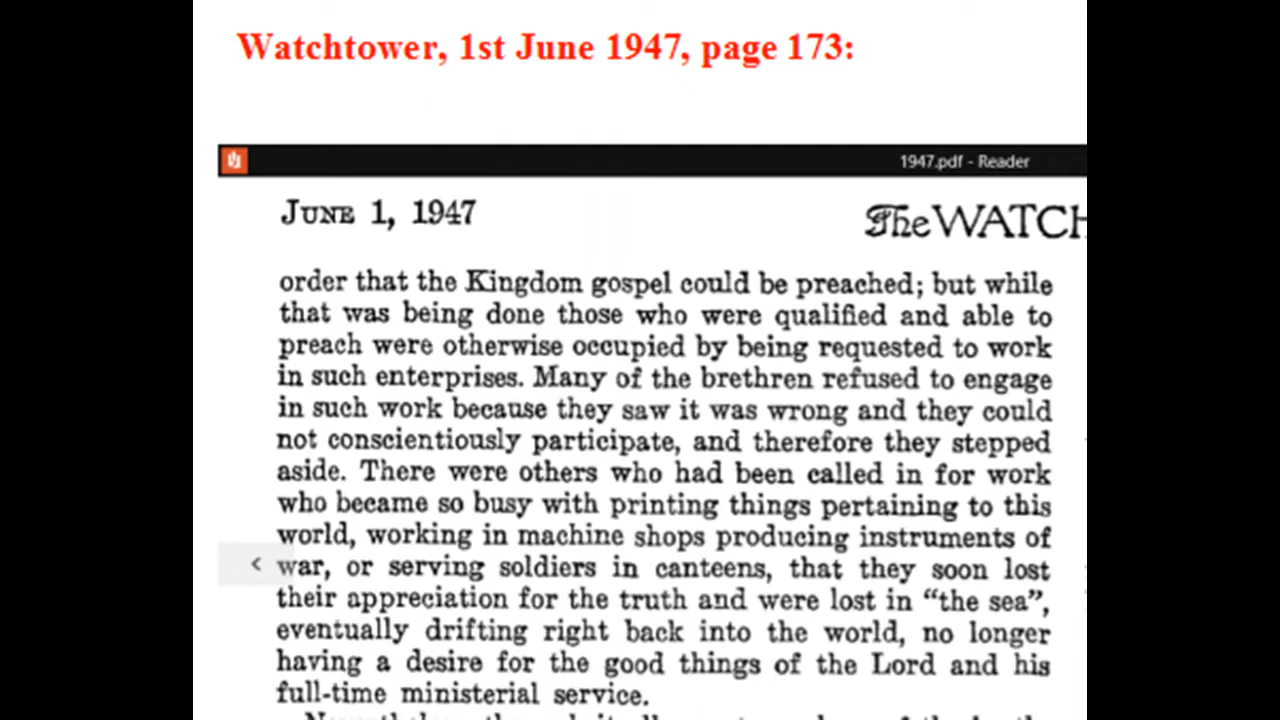 Watchtower, 1st June 1947, page 173:
1947.pdf - Reader
JUNE 1, 1947 The WATCH
order that the Kingdom gospel could be preached; but while
that was being done those who were qualified and able to
preach were otherwise occupied by being requested to work
in such enterprises. Many of the brethren refused to engage
in such work because they saw it was wrong and they could
not conscientiously participate, and therefore they stepped
aside. There were others who had been called in for work
who became so busy with printing things pertaining to this
world, working in machine shops producing instruments of
war, or serving soldiers in canteens, that they soon lost
their appreciation for the truth and were lost in “the sea”,
eventually drifting right back into the world, no longer
having a desire for the good things of the Lord and his
full-time ministerial service.